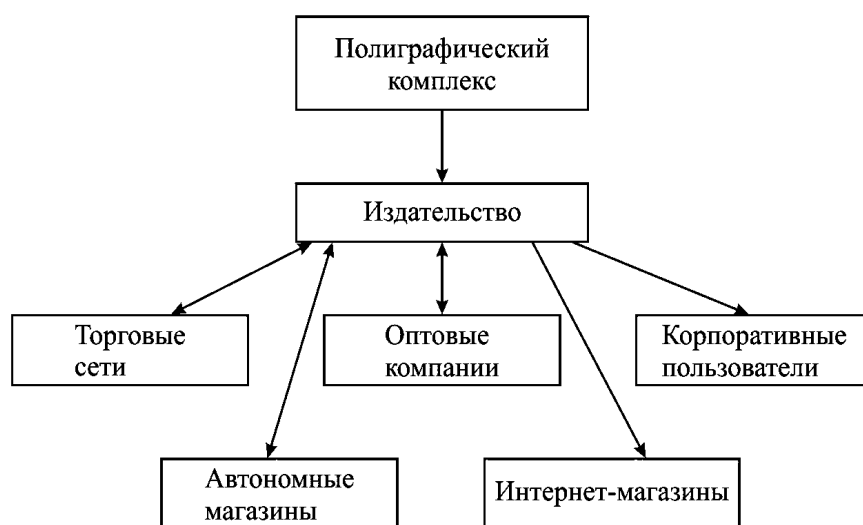 Полиграфический
комплекс
Издательство
Торговые
сети
Оптовые
компании
Корпоративные
пользователи
Автономные
магазины
Интернет-магазины